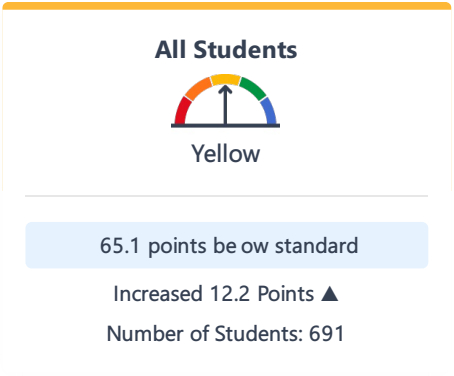 All Students
Yellow
65.1 points be ow standard
Increased 12.2 Points ▲
Number of Students: 691